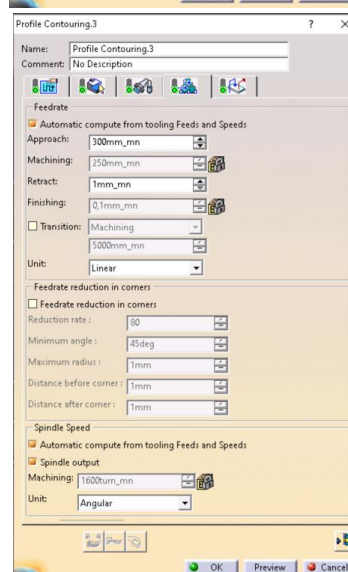 Profile Contouring.3 ? X
Name: Profile Contouring.3
Comment: No Description
Feedrate
Automatic compute from tooling Feeds and Speeds
Approach: 300mm_mn
Machining: 250mm_mn
Retract: 1mm_mn
Finishing: 0,1mm_mn
Transition: Machining
5000mm_mn
Unit: Linear
Feedrate reduction in corners
Feedrate reduction in corners
Reduction rate : 80
Minimum angle : 45deg
Maximum radius : 1mm
Distance before corner : 1mm
Distance after corner : 1mm
Spindle Speed
Automatic compute from tooling Feeds and Speeds
Spindle output
Machining: 1600turn_mn
Unit: Angular
OK Preview Cancel